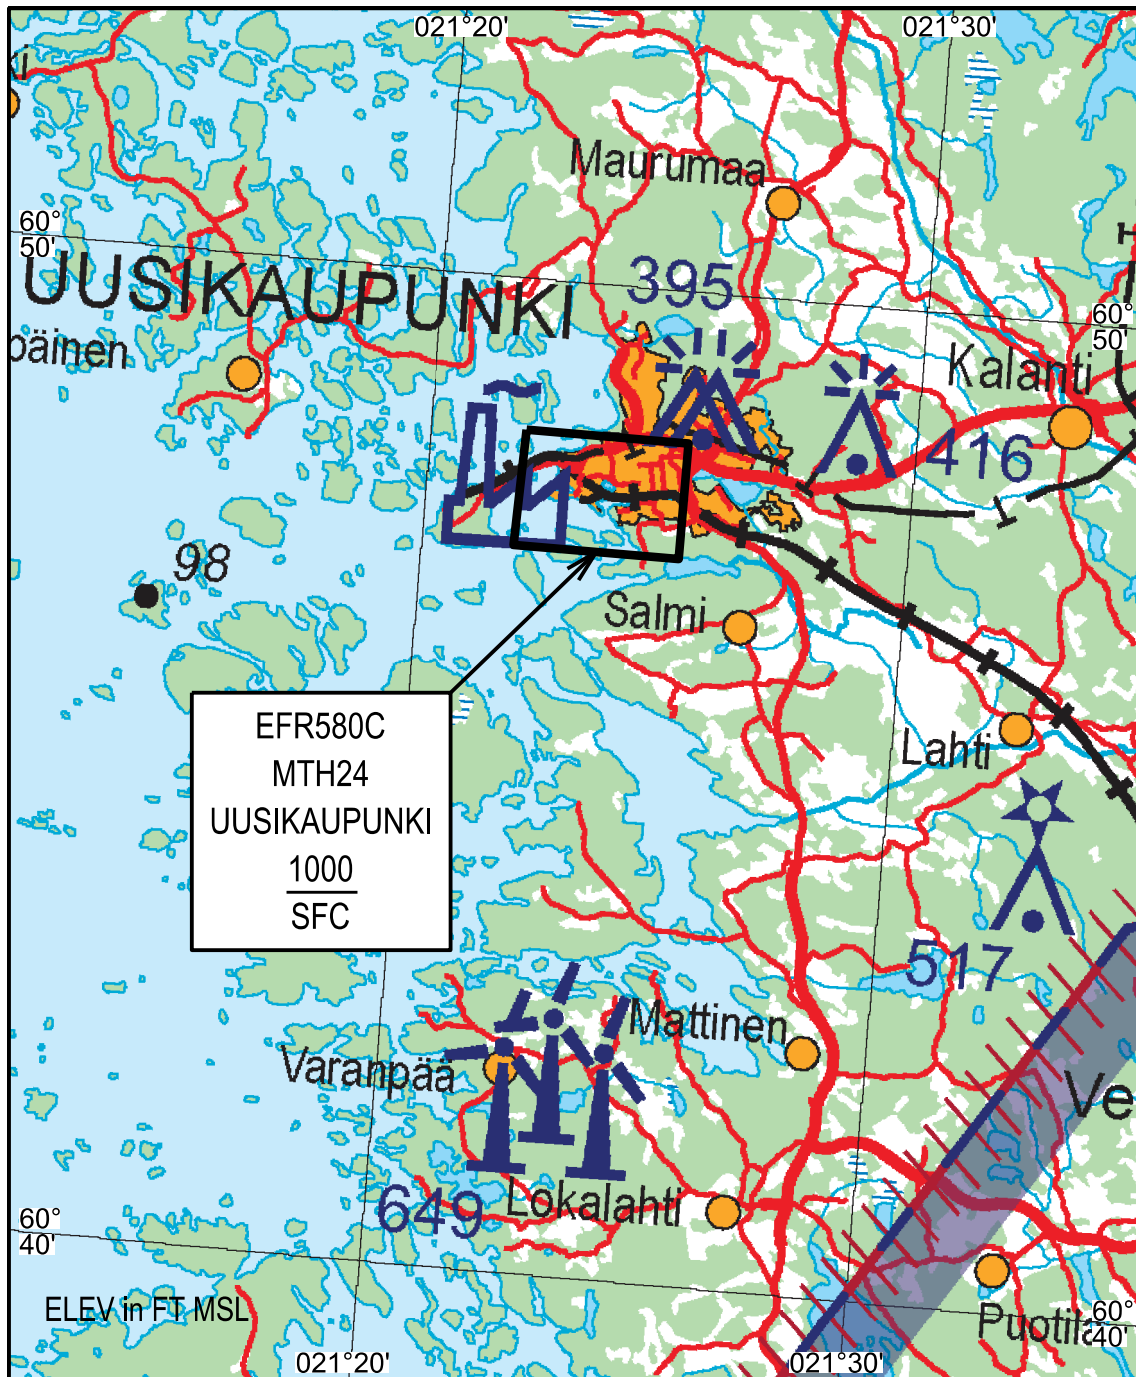 021°20'
021°30'
ki
Maurumaa
60°
50'
395
UUSIKAUPUNKI
60°
50'
päinen
Kalanti
416
98
Salmi
EFR580C
MTH24
UUSIKAUPUNKI
1000
SFC
Lahti
517
Mattinen
Varanpää
Ve
649
Lokalahti
60°
40'
ELEV in FT MSL
Puotila
60°
40'
021°20'
021°30'